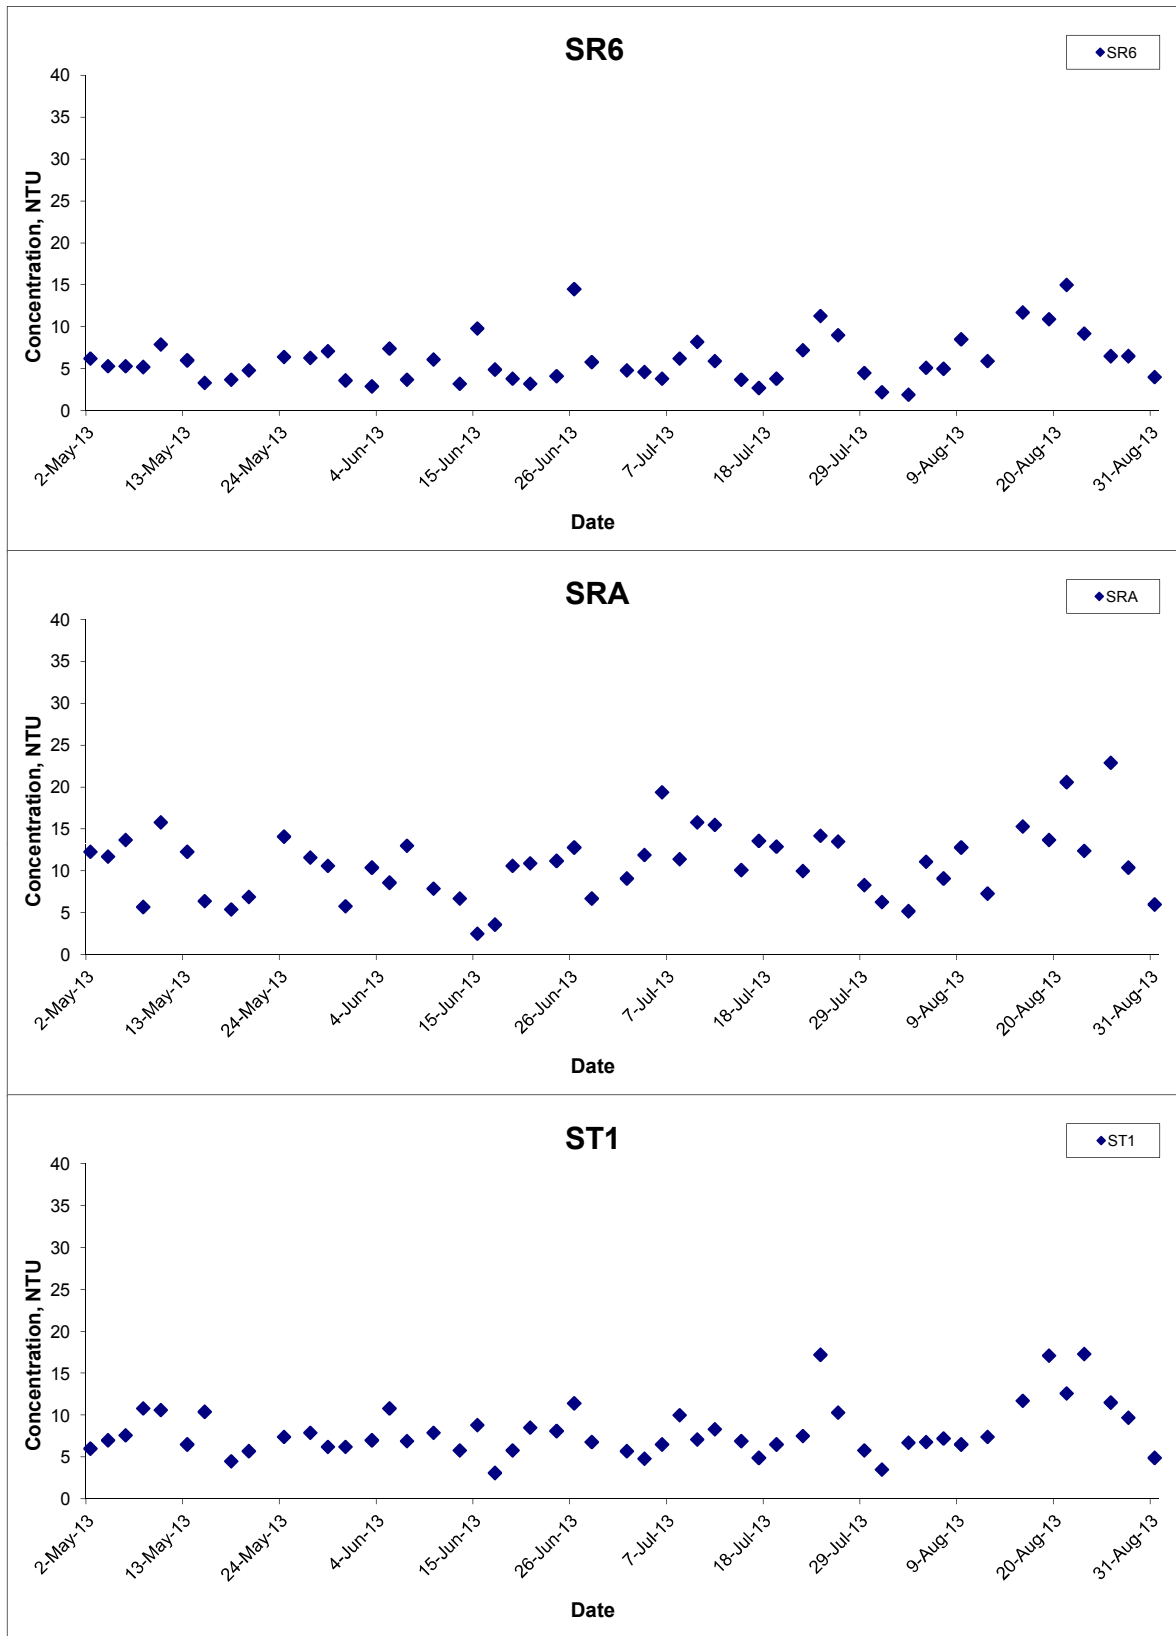 SR6
SR6
40
35
30
25
20
15
10
5
0
Concentration, NTU
2-May-13
13-May-13
24-May-13
4-Jun-13
15-Jun-13
26-Jun-13
7-Jul-13
18-Jul-13
29-Jul-13
9-Aug-13
20-Aug-13
31-Aug-13
Date
SRA
SRA
40
35
30
25
20
15
10
5
0
Concentration, NTU
2-May-13
13-May-13
24-May-13
4-Jun-13
15-Jun-13
26-Jun-13
7-Jul-13
18-Jul-13
29-Jul-13
9-Aug-13
20-Aug-13
31-Aug-13
Date
ST1
ST1
40
35
30
25
20
15
10
5
0
Concentration, NTU
2-May-13
13-May-13
24-May-13
4-Jun-13
15-Jun-13
26-Jun-13
7-Jul-13
18-Jul-13
29-Jul-13
9-Aug-13
20-Aug-13
31-Aug-13
Date